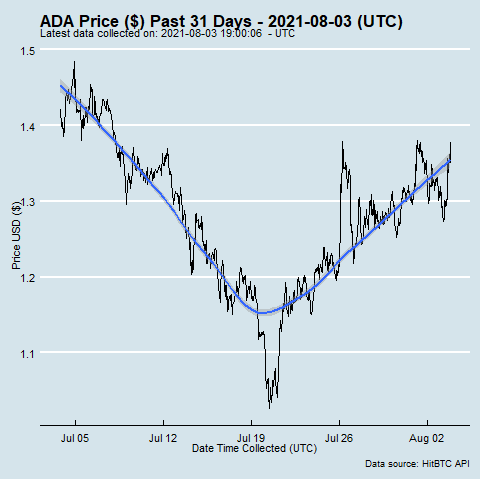 ADA Price ($) Past 31 Days - 2021-08-03 (UTC)
Latest data collected on: 2021-08-03 19:00:06 - UTC
1.5
1.4
1.3
1.2
1.1
Price USD ($)
Jul 05 Jul 12 Jul 19 Jul 26 Aug 02
Date Time Collected (UTC)
Data source: HitBTC API